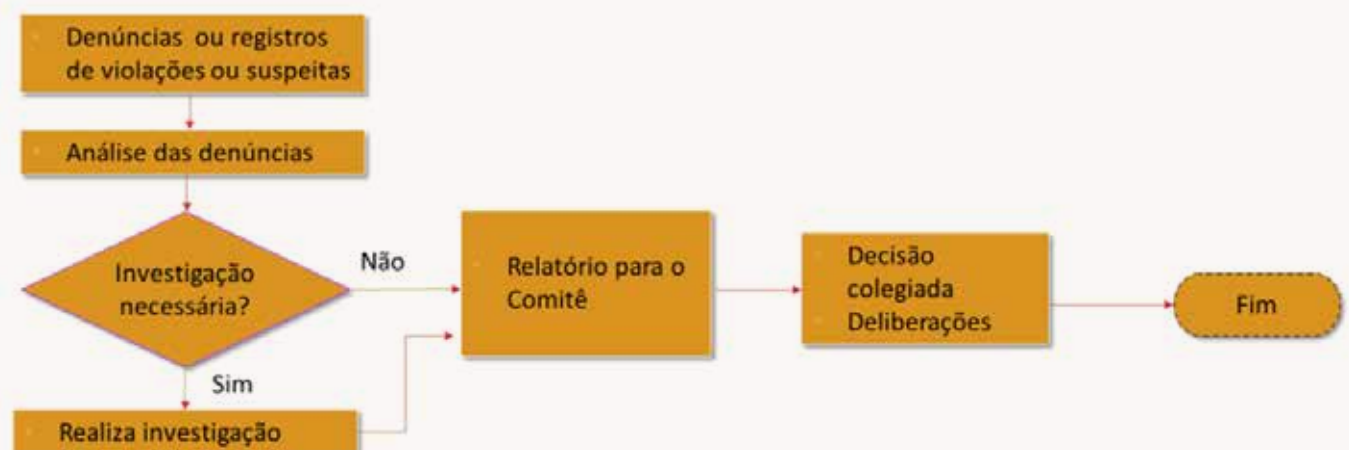 Denúncias ou registros
de violações ou suspeitas
Análise das denúncias
Investigação
necessária?
Não
Sim
Realiza investigação
Relatório para o
Comitê
Decisão
colegiada
Deliberações
Fim